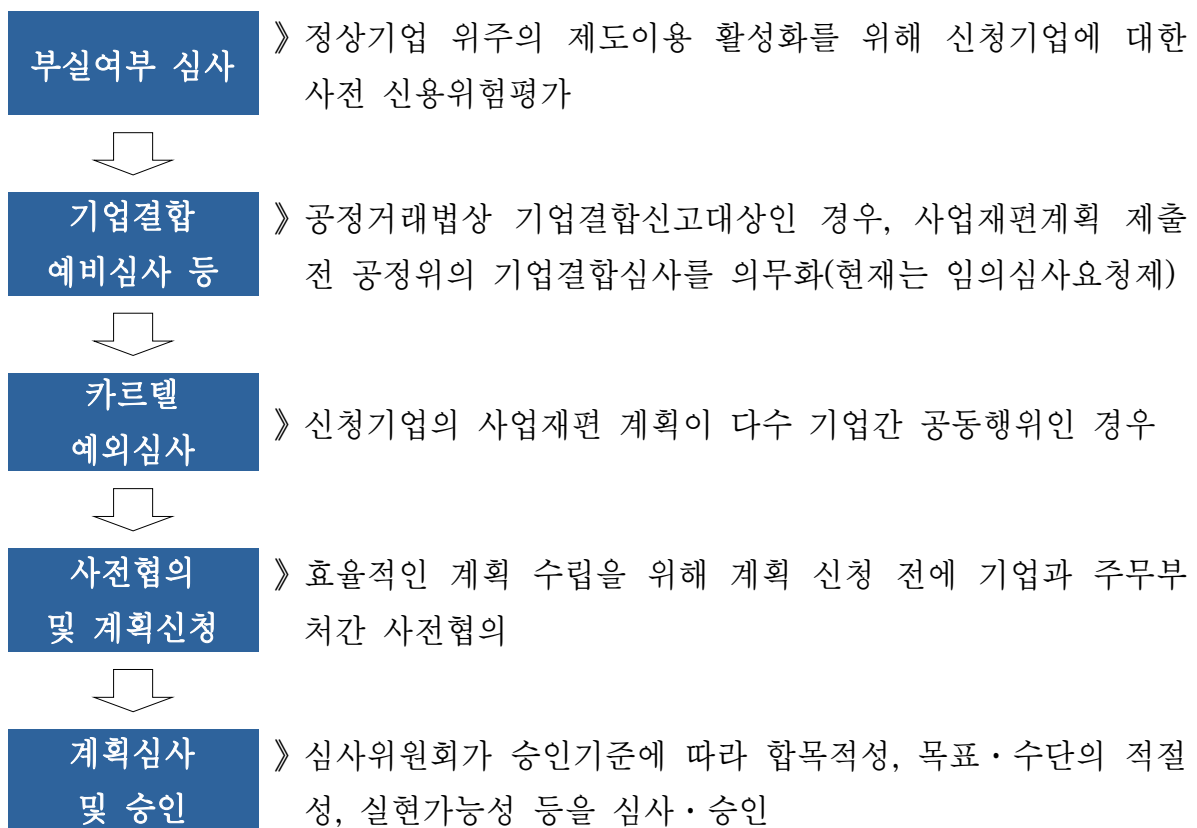 부실여부 심사
》정상기업 위주의 제도이용 활성화를 위해 신청기업에 대한
사전 신용위험평가
기업결합
예비심사 등
》공정거래법상 기업결합신고대상인 경우, 사업재편계획 제출
전 공정위의 기업결합심사를 의무화(현재는 임의심사요청제)
카르텔
예외심사
》신청기업의 사업재편 계획이 다수 기업간 공동행위인 경우
사전협의
및 계획신청
》효율적인 계획 수립을 위해 계획 신청 전에 기업과 주무부
처간 사전협의
계획심사
및 승인
》심사위원회가 승인기준에 따라 합목적성, 목표・수단의 적절
성, 실현가능성 등을 심사・승인